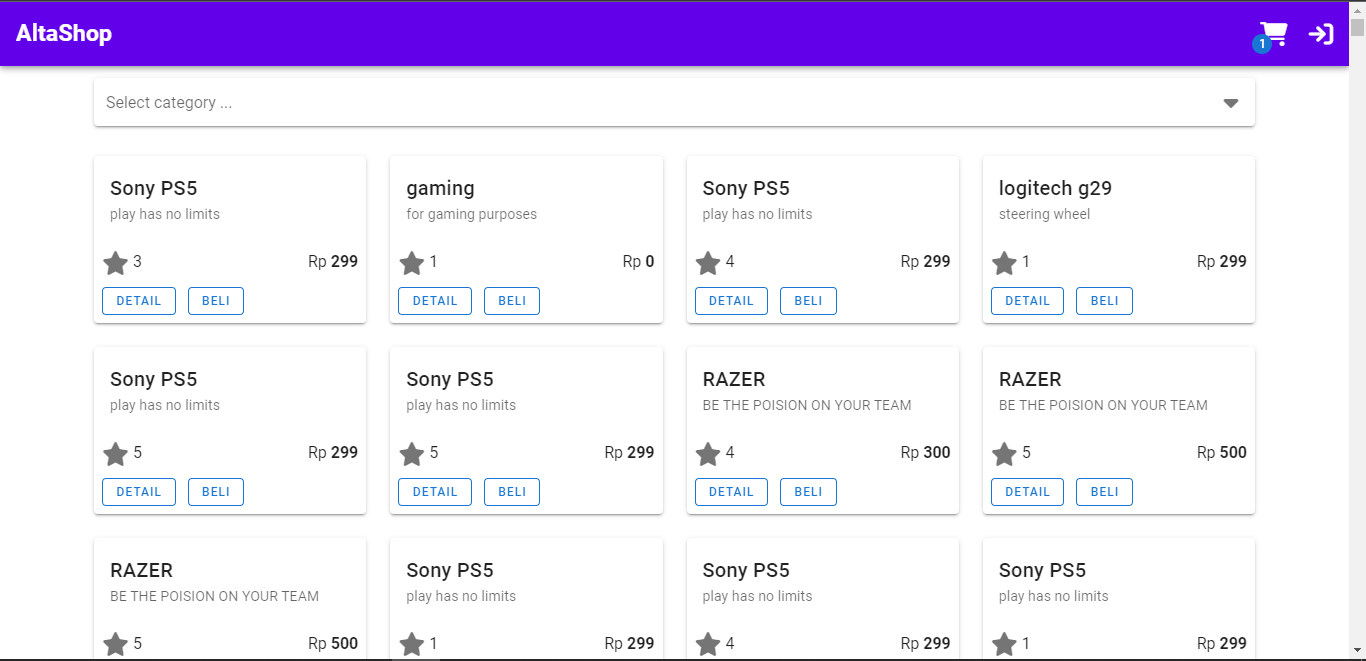 AltaShop
1
Select category ...
Sony PS5
play has no limits
3 Rp 299
DETAIL BELI
gaming
for gaming purposes
1 Rp 0
DETAIL BELI
Sony PS5
play has no limits
4 Rp 299
DETAIL BELI
logitech g29
steering wheel
1 Rp 299
DETAIL BELI
Sony PS5
play has no limits
5 Rp 299
DETAIL BELI
Sony PS5
play has no limits
5 Rp 299
DETAIL BELI
RAZER
BE THE POISION ON YOUR TEAM
4 Rp 300
DETAIL BELI
RAZER
BE THE POISION ON YOUR TEAM
5 Rp 500
DETAIL BELI
RAZER
BE THE POISION ON YOUR TEAM
5 Rp 500
Sony PS5
play has no limits
1 Rp 299
Sony PS5
play has no limits
4 Rp 299
Sony PS5
play has no limits
1 Rp 299